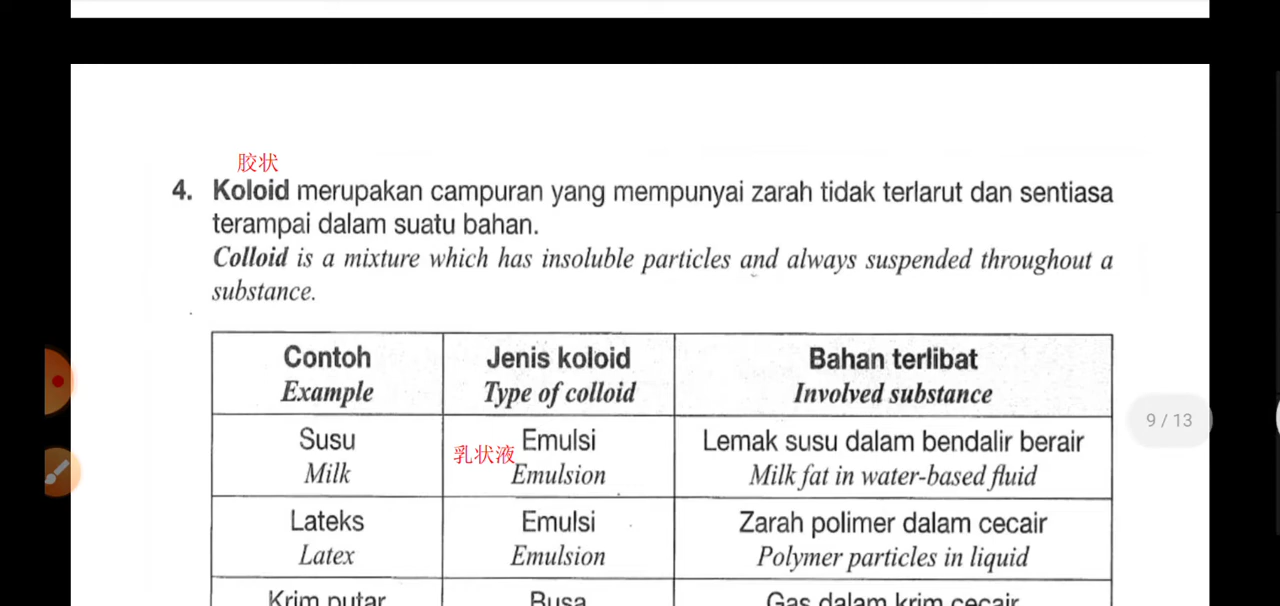 胶状
4. Koloid merupakan campuran yang mempunyai zarah tidak terlarut dan sentiasa
terampai dalam suatu bahan.
Colloid is a mixture which has insoluble particles and always suspended throughout a
substance.
Contoh Jenis koloid Bahan terlibat
Example Type of colloid Involved substance
Susu Emulsi Lemak susu dalam bendalir berair
乳状液
Milk Emulsion Milk fat in water-based fluid
9 / 13
Lateks Emulsi Zarah polimer dalam cecair
Latex Emulsion Polymer particles in liquid
Krim putar Busa Gas dalam krim cecair